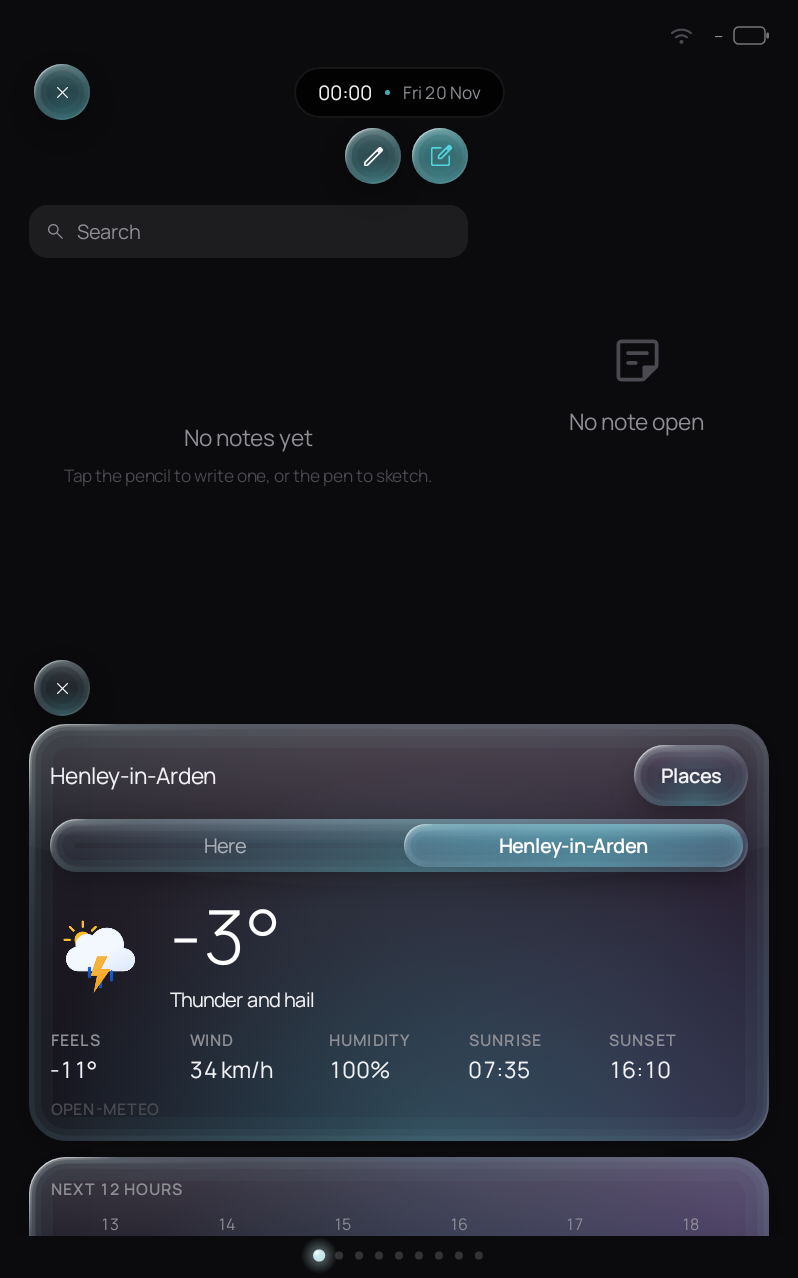 –
00:00 • Fri 20 Nov
Search
No notes yet
Tap the pencil to write one, or the pen to sketch.
No note open
Henley-in-Arden
Places
Here
Henley-in-Arden
-3°
Thunder and hail
FEELS WIND HUMIDITY SUNRISE SUNSET
-11° 34 km/h 100% 07:35 16:10
OPEN-METEO
NEXT 12 HOURS
13 14 15 16 17 18